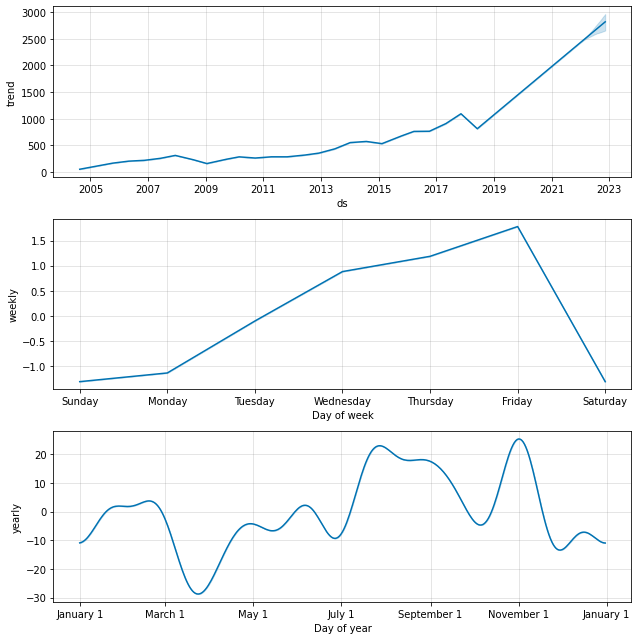 3000
2500
2000
1500
1000
500
0
trend
2005 2007 2009 2011 2013 2015 2017 2019 2021 2023
ds
1.5
1.0
0.5
0.0
−0.5
−1.0
weekly
Sunday Monday Tuesday Wednesday Thursday Friday Saturday
Day of week
20
10
0
−10
−20
−30
yearly
January 1 March 1 May 1 July 1 September 1 November 1 January 1
Day of year